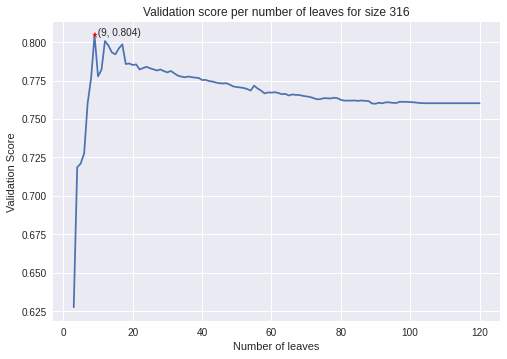 Validation score per number of leaves for size 316
(9, 0.804)
0.800
0.775
0.750
0.725
0.700
0.675
0.650
0.625
Validation Score
0 20 40 60 80 100 120
Number of leaves